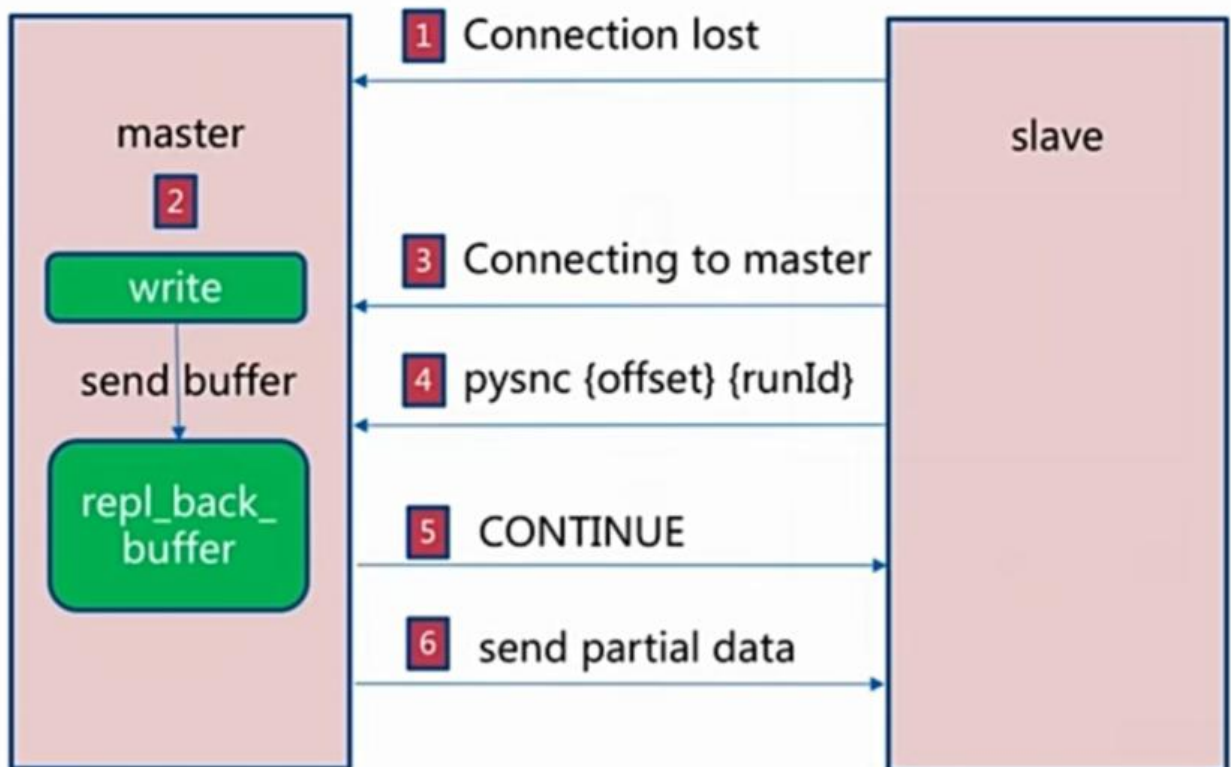 1 Connection lost
master
slave
2
3 Connecting to master
write
send buffer
4 pysnc {offset} {runId}
repl_back_
buffer
5 CONTINUE
6 send partial data